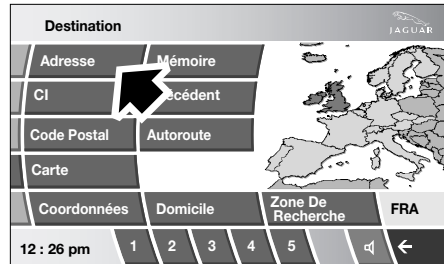 Destination
JAGUAR
Adresse
Mémoire
CI
écédent
Code Postal
Autoroute
Carte
Coordonnées
Domicile
Zone De
Recherche
FRA
12 : 26 pm
1
2
3
4
5